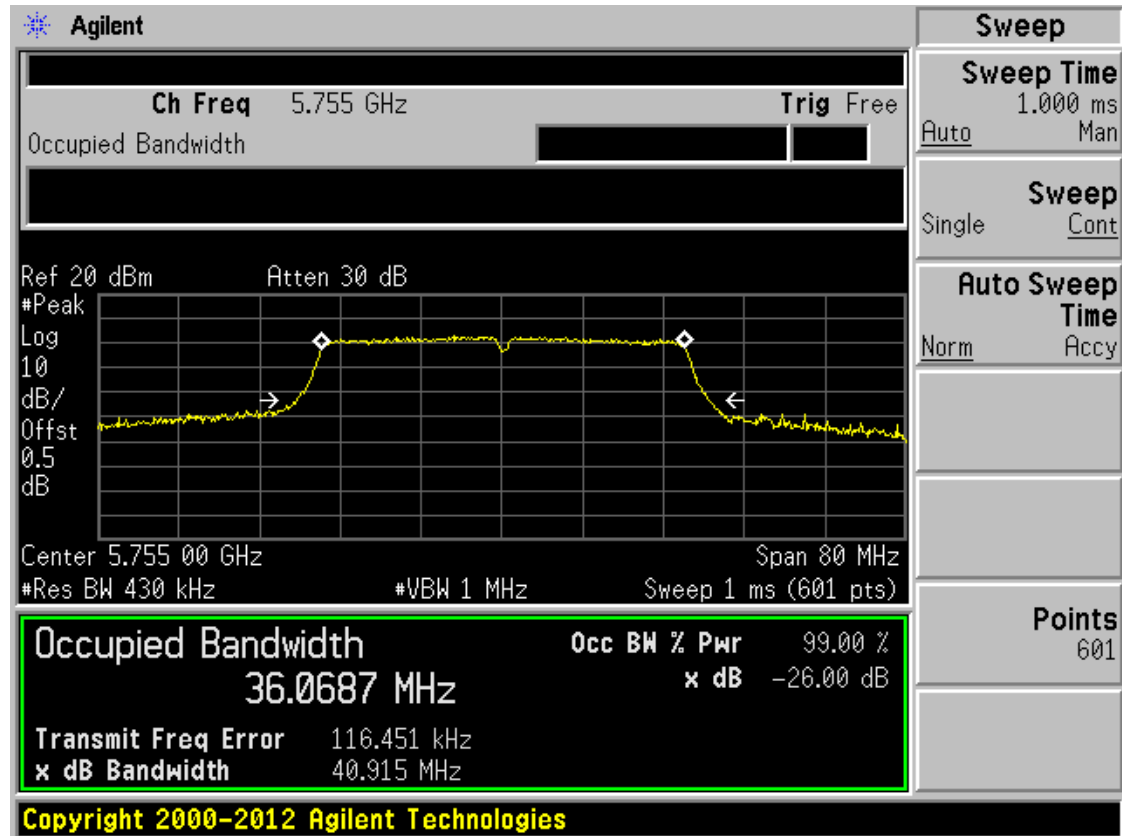 Agilent
Ch Freq 5.755 GHz Trig Free
Occupied Bandwidth
Ref 20 dBm Atten 30 dB
#Peak
Log
10
dB/
Offst
0.5
dB
Center 5.755 00 GHz Span 80 MHz
#Res BW 430 kHz #VBW 1 MHz Sweep 1 ms (601 pts)
Occupied Bandwidth
36.0687 MHz
Occ BW % Pwr 99.00 %
x dB -26.00 dB
Transmit Freq Error 116.451 kHz
x dB Bandwidth 40.915 MHz
Sweep
Sweep Time
1.000 ms
Auto Man
Sweep
Single Cont
Auto Sweep
Time
Norm Accy
Points
601
Copyright 2000-2012 Agilent Technologies